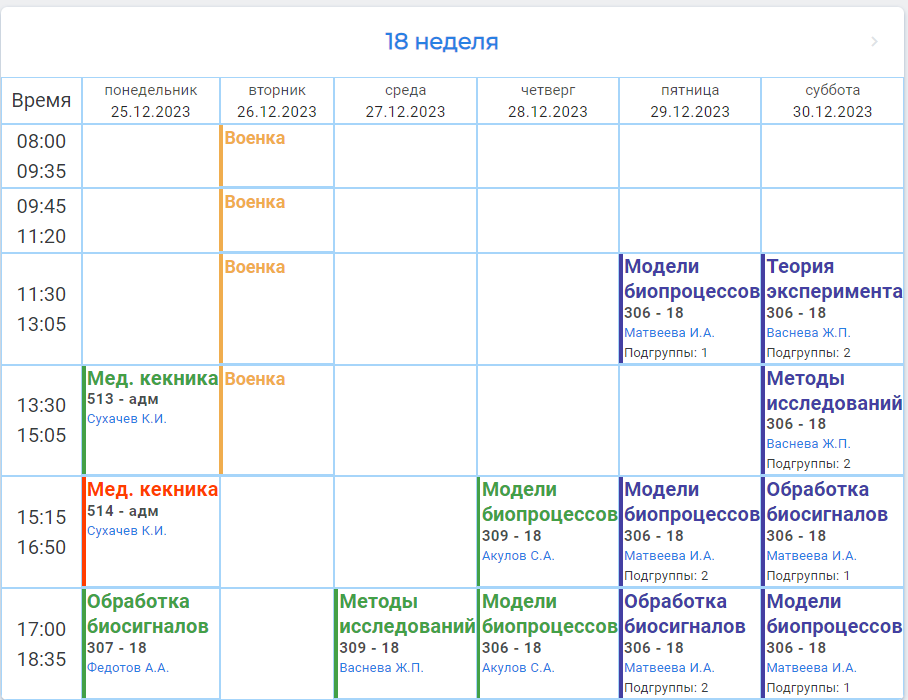 18 неделя
Время
понедельник
25.12.2023
вторник
26.12.2023
среда
27.12.2023
четверг
28.12.2023
пятница
29.12.2023
суббота
30.12.2023
08:00
09:35
Военка
09:45
11:20
Военка
11:30
13:05
Военка
Модели
биопроцессов
306 - 18
Матвеева И.А.
Подгруппы: 1
Теория
эксперимента
306 - 18
Васнева Ж.П.
Подгруппы: 2
13:30
15:05
Мед. кекника
513 - адм
Сухачев К.И.
Военка
Методы
исследований
306 - 18
Васнева Ж.П.
Подгруппы: 2
15:15
16:50
Мед. кекника
514 - адм
Сухачев К.И.
Модели
биопроцессов
309 - 18
Акулов С.А.
Модели
биопроцессов
306 - 18
Матвеева И.А.
Подгруппы: 2
Обработка
биосигналов
306 - 18
Матвеева И.А.
Подгруппы: 1
17:00
18:35
Обработка
биосигналов
307 - 18
Федотов А.А.
Методы
исследований
309 - 18
Васнева Ж.П.
Модели
биопроцессов
306 - 18
Акулов С.А.
Обработка
биосигналов
306 - 18
Матвеева И.А.
Подгруппы: 2
Модели
биопроцессов
306 - 18
Матвеева И.А.
Подгруппы: 1